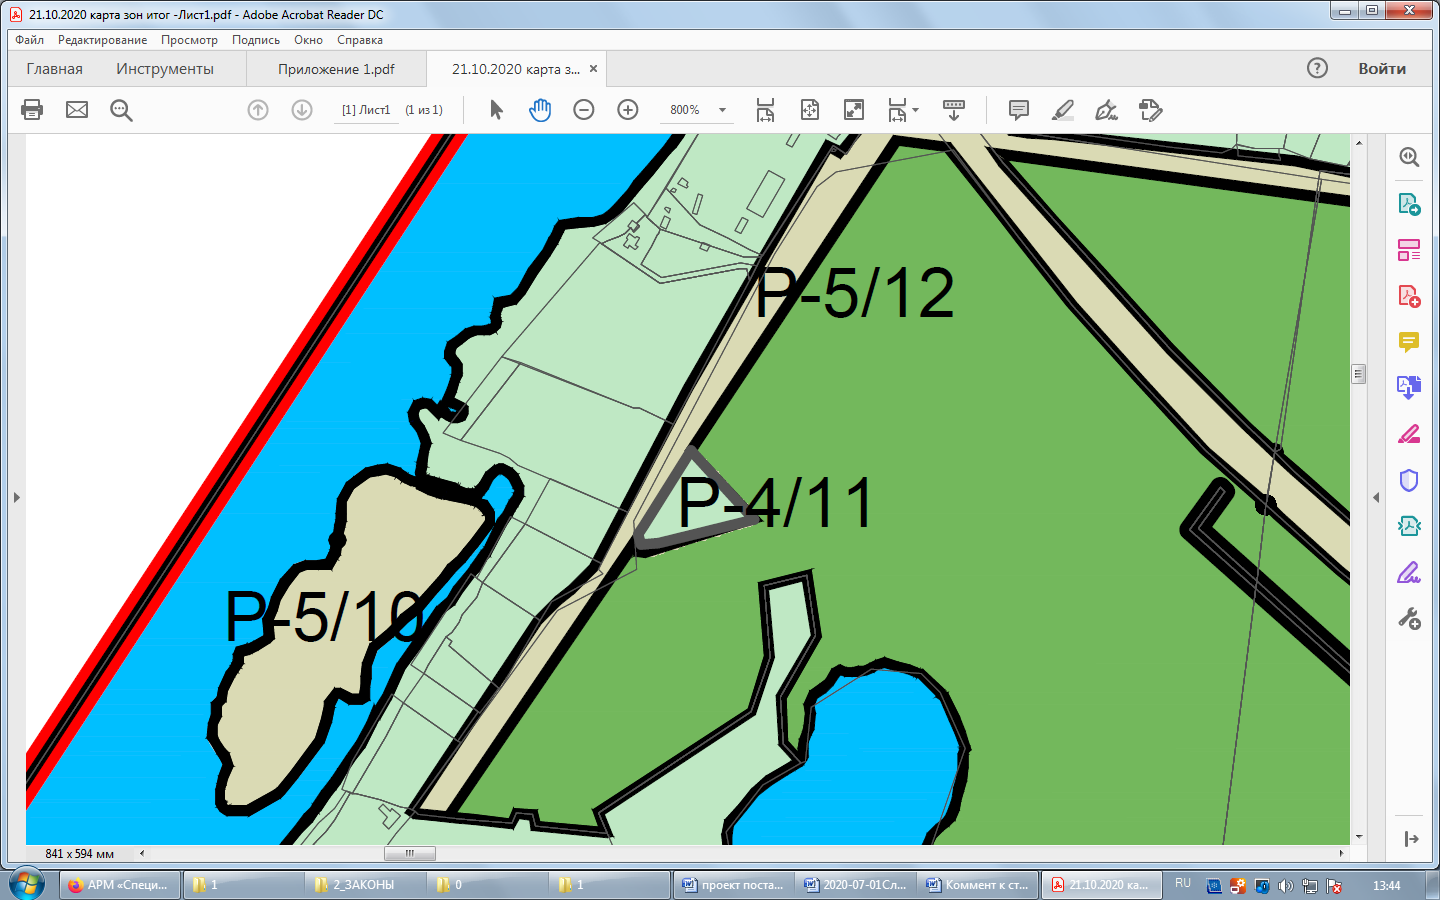 21.10.2020 карта зон итог -Лист1.pdf - Adobe Acrobat Reader DC
Файл Редактирование Просмотр Подпись Окно Справка
Главная Инструменты Приложение 1.pdf 21.10.2020 карта з... × Войти
[1] Лист1 (1 из 1) 800%
Р-5/12
Р-4/11
Р-5/10
841 x 594 мм
АРМ «Специ... 1 2_ЗАКОНЫ 0 1 проект поста... 2020-07-01Сл... Коммент к ст... 21.10.2020 ка... RU 13:44